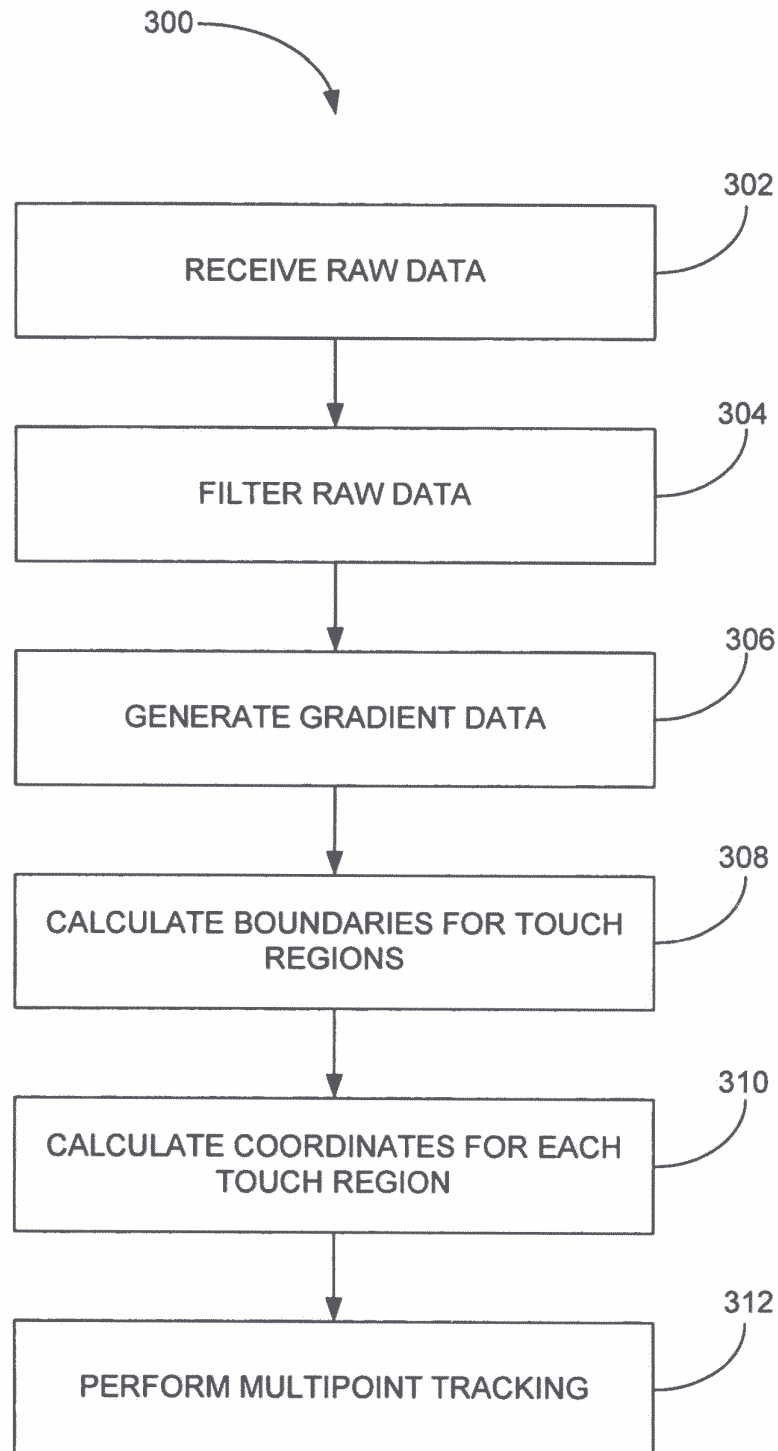 300
302
RECEIVE RAW DATA
304
FILTER RAW DATA
306
GENERATE GRADIENT DATA
308
CALCULATE BOUNDARIES FOR TOUCH
REGIONS
310
CALCULATE COORDINATES FOR EACH
TOUCH REGION
312
PERFORM MULTIPOINT TRACKING